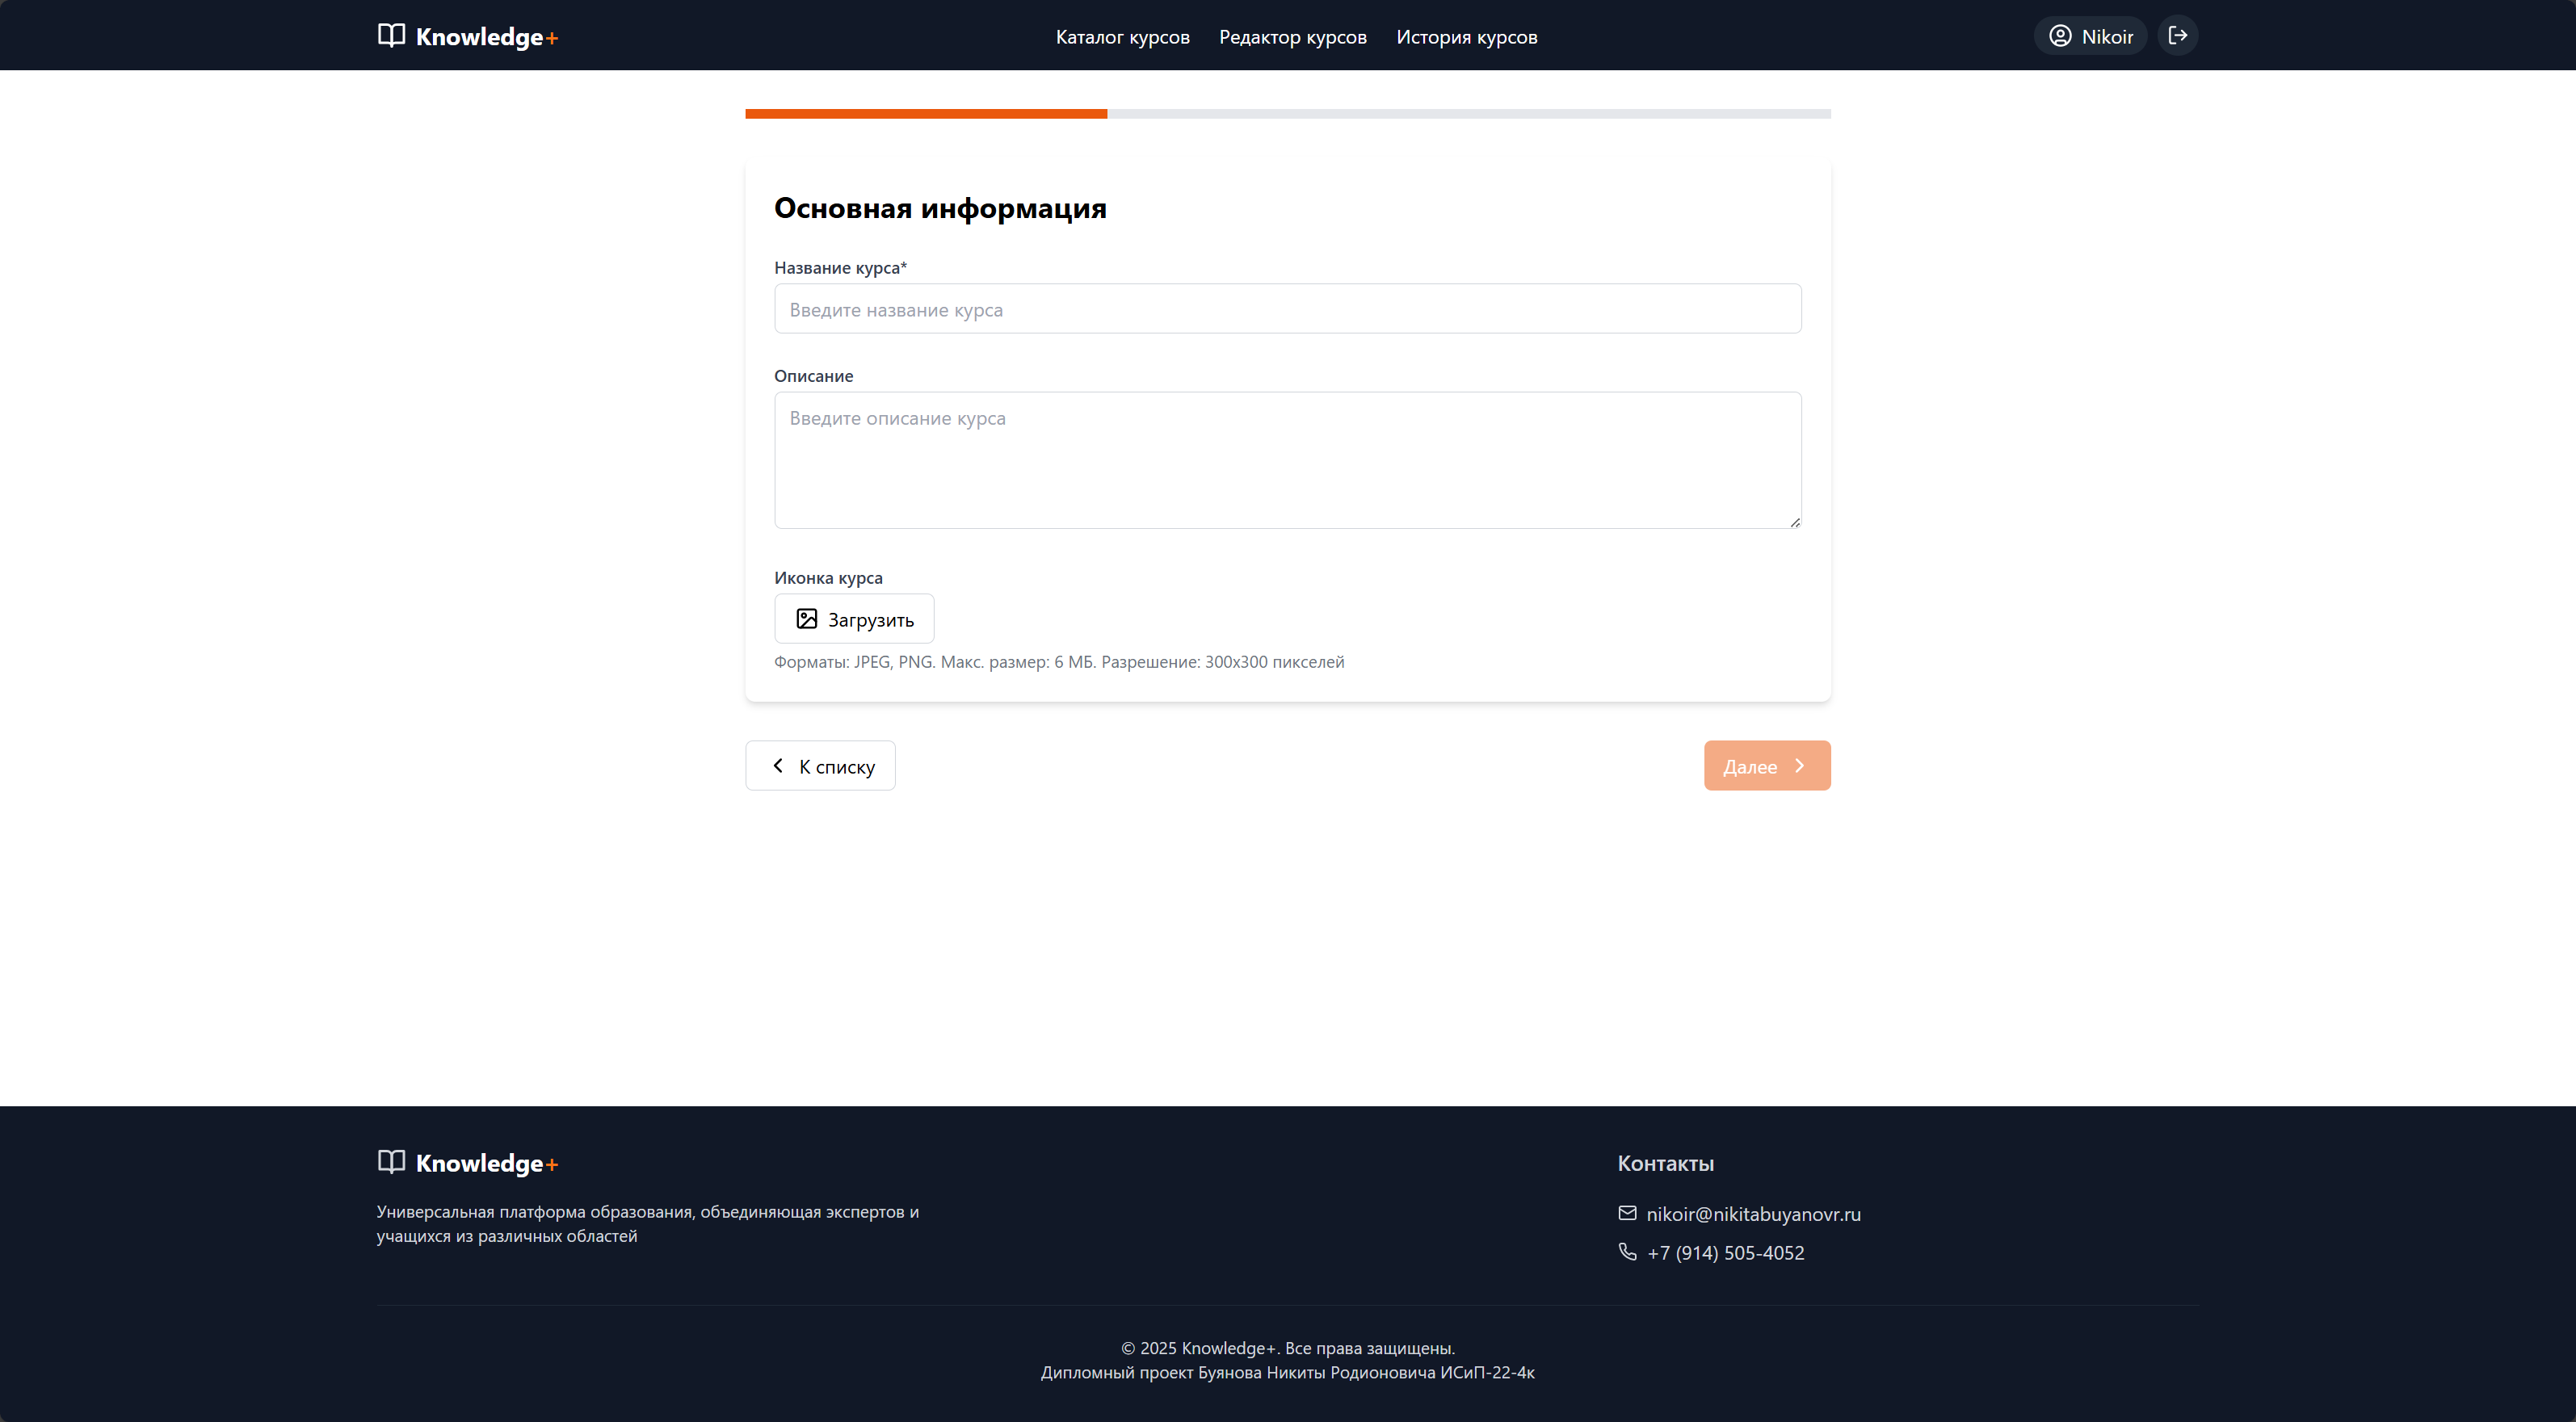 Knowledge+
Каталог курсов
Редактор курсов
История курсов
Nikoir
Основная информация
Название курса*
Введите название курса
Описание
Введите описание курса
Иконка курса
Загрузить
Форматы: JPEG, PNG. Макс. размер: 6 МБ. Разрешение: 300x300 пикселей
К списку
Далее
Knowledge+
Универсальная платформа образования, объединяющая экспертов и
учащихся из различных областей
Контакты
nikoir@nikitabuyanovr.ru
+7 (914) 505-4052
© 2025 Knowledge+. Все права защищены.
Дипломный проект Буянова Никиты Родионовича ИСиП-22-4к